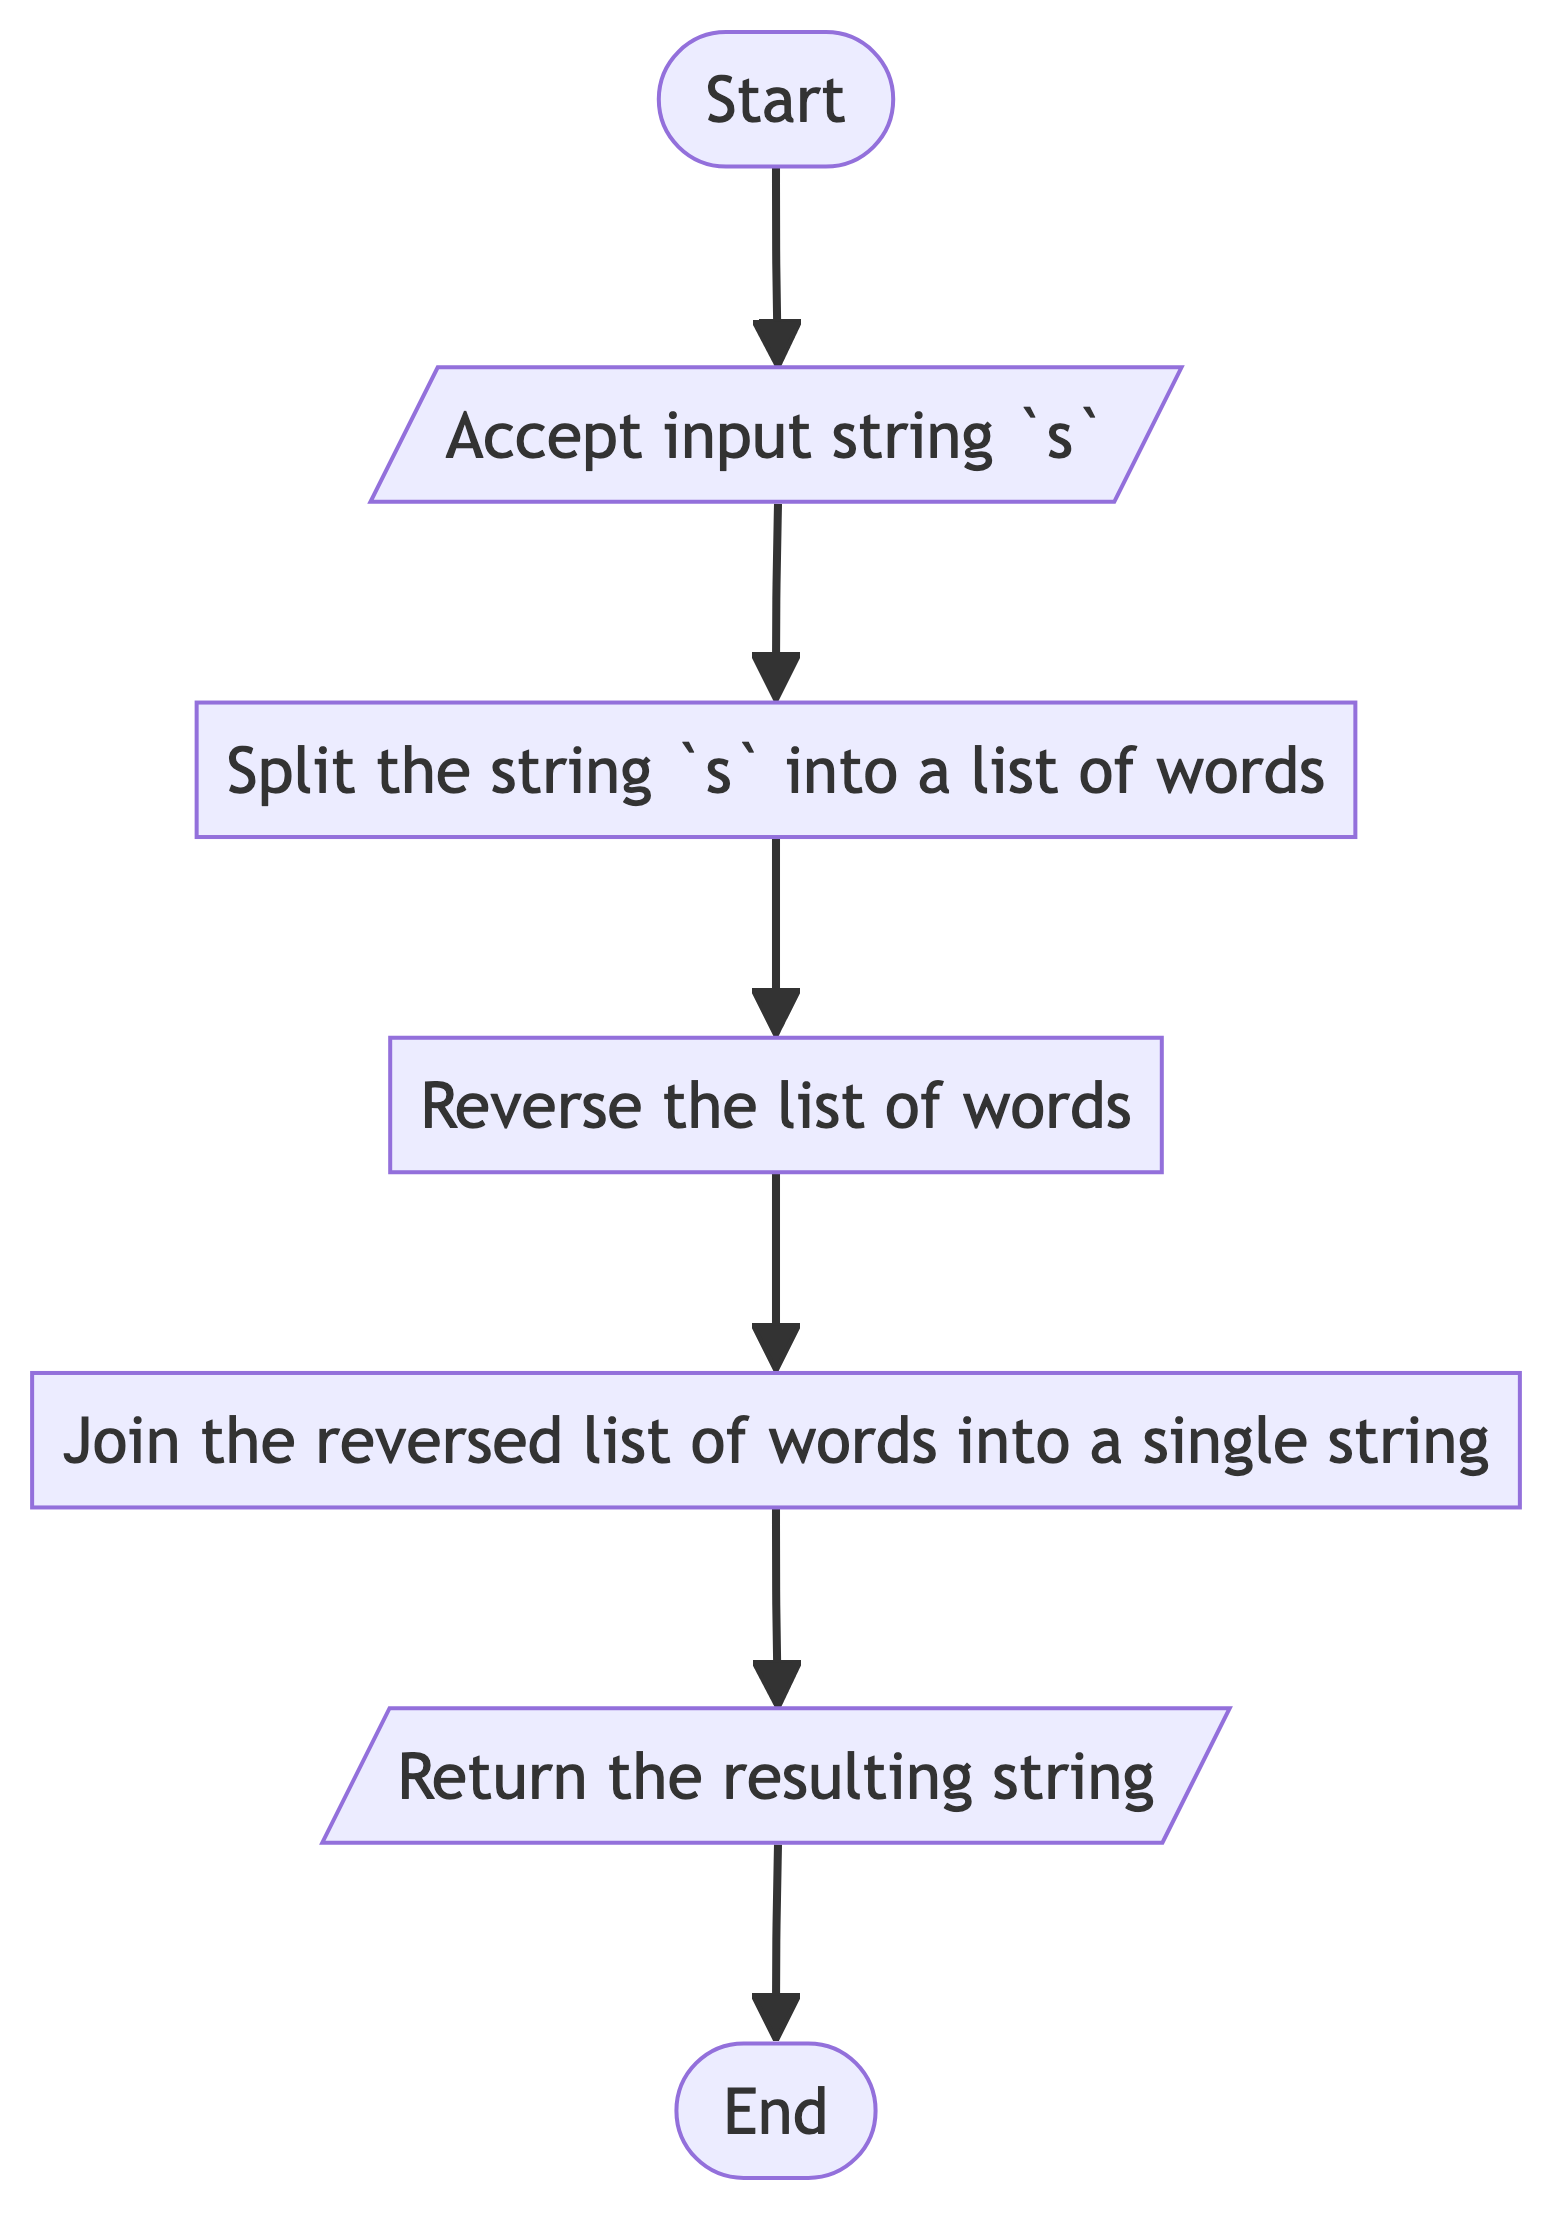 Start
Accept input string `s`
Split the string `s` into a list of words
Reverse the list of words
Join the reversed list of words into a single string
Return the resulting string
End